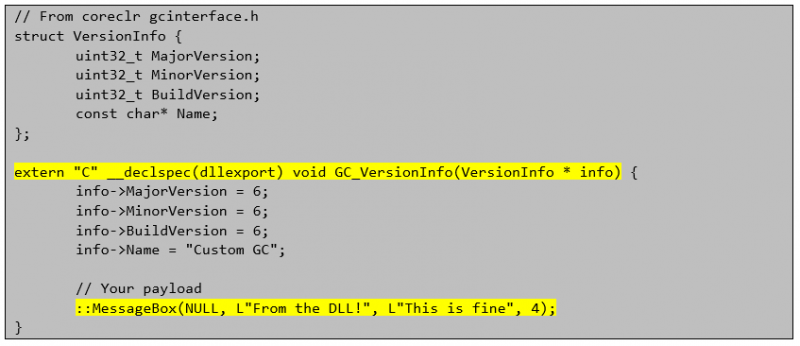 // From coreclr gcinterface.h
struct VersionInfo {
        uint32_t MajorVersion;
        uint32_t MinorVersion;
        uint32_t BuildVersion;
        const char* Name;
};

extern "C" __declspec(dllexport) void GC_VersionInfo(VersionInfo * info) {
        info->MajorVersion = 6;
        info->MinorVersion = 6;
        info->BuildVersion = 6;
        info->Name = "Custom GC";

        // Your payload
        ::MessageBox(NULL, L"From the DLL!", L"This is fine", 4);
}